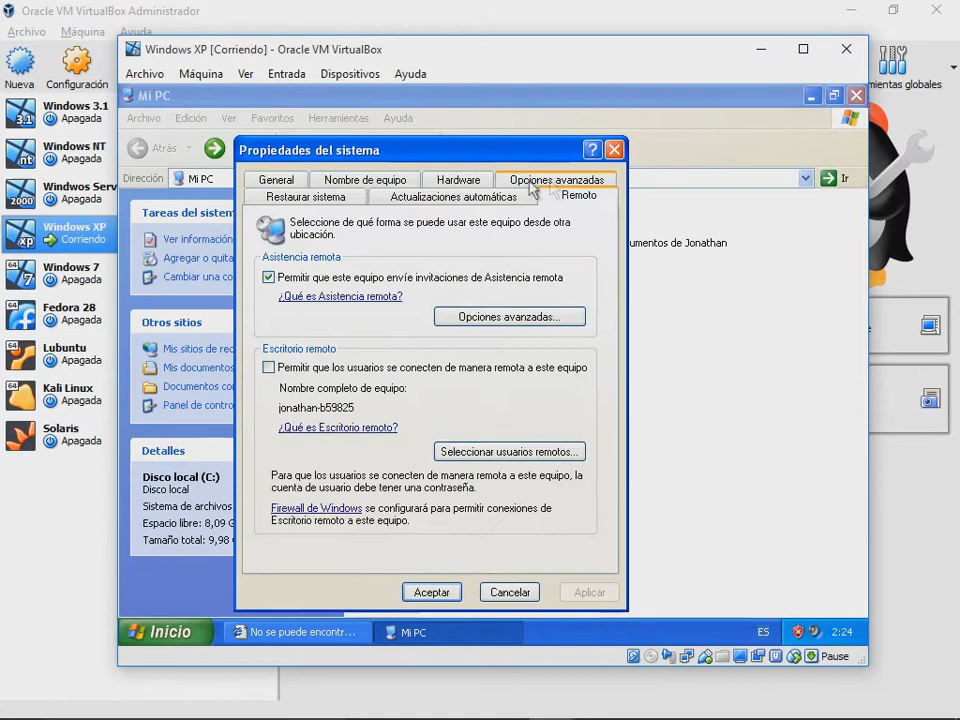 Oracle VM VirtualBox Administrador
Archivo Máquina Ayuda
Nueva
Configuración
mientas globales
Windows 3.1
Apagada
Windows NT
Apagada
Windwos Serv
Apagada
Windows XP
Corriendo
Windows 7
Apagada
Fedora 28
Apagada
Lubuntu
Apagada
Kali Linux
Apagada
Solaris
Apagada
Windows XP [Corriendo] - Oracle VM VirtualBox
Archivo Máquina Ver Entrada Dispositivos Ayuda
Mi PC
Archivo Edición Ver Favoritos Herramientas Ayuda
Atrás
Dirección Mi PC Ir
Tareas del sistem
Ver información
Agregar o quita
Cambiar una co
Otros sitios
Mis sitios de red
Mis documentos
Documentos co
Panel de contro
Detalles
Disco local (C:)
Disco local
Sistema de archivos
Espacio libre: 8,09 G
Tamaño total: 9,98
umentos de Jonathan
Propiedades del sistema
General Nombre de equipo Hardware Opciones avanzadas
Restaurar sistema Actualizaciones automáticas Remoto
Seleccione de qué forma se puede usar este equipo desde otra
ubicación.
Asistencia remota
Permitir que este equipo envíe invitaciones de Asistencia remota
¿Qué es Asistencia remota?
Opciones avanzadas...
Escritorio remoto
Permitir que los usuarios se conecten de manera remota a este equipo
Nombre completo de equipo:
jonathan-b59825
¿Qué es Escritorio remoto?
Seleccionar usuarios remotos...
Para que los usuarios se conecten de manera remota a este equipo, la
cuenta de usuario debe tener una contraseña.
Firewall de Windows se configurará para permitir conexiones de
Escritorio remoto a este equipo.
Aceptar Cancelar Aplicar
Inicio No se puede encontr... Mi PC ES 2:24
Pause